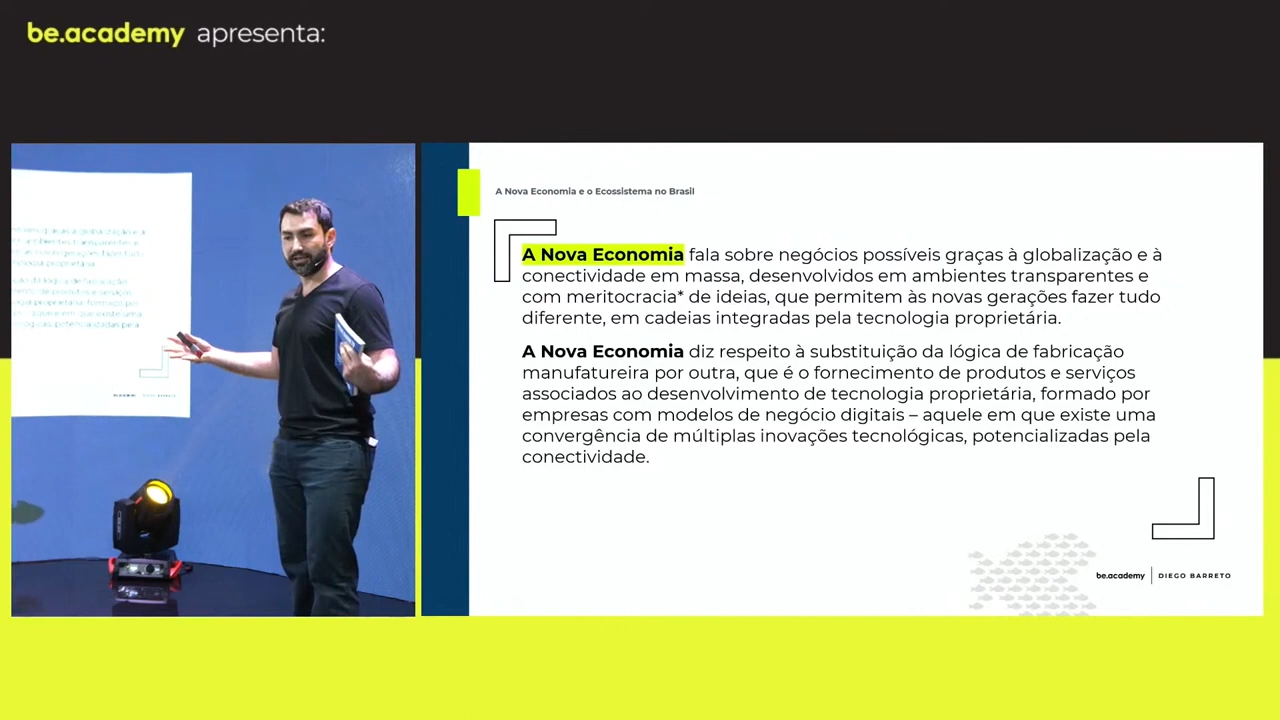 be.academy apresenta:
A Nova Economia e o Ecossistema no Brasil
A Nova Economia fala sobre negócios possíveis graças à globalização e à
conectividade em massa, desenvolvidos em ambientes transparentes e
com meritocracia* de ideias, que permitem às novas gerações fazer tudo
diferente, em cadeias integradas pela tecnologia proprietária.
A Nova Economia diz respeito à substituição da lógica de fabricação
manufatureira por outra, que é o fornecimento de produtos e serviços
associados ao desenvolvimento de tecnologia proprietária, formado por
empresas com modelos de negócio digitais – aquele em que existe uma
convergência de múltiplas inovações tecnológicas, potencializadas pela
conectividade.
be.academy | DIEGO BARRETO